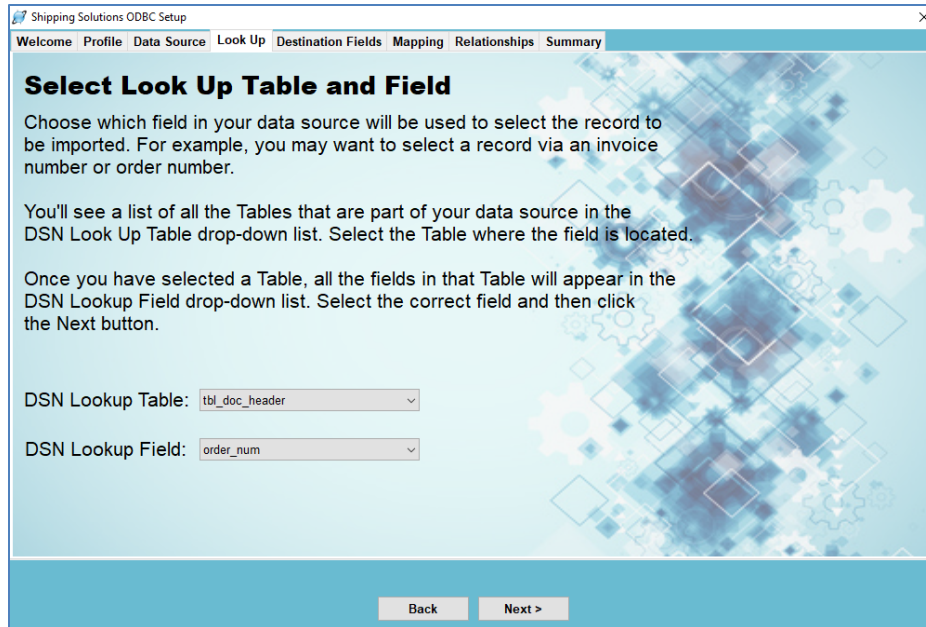 Shipping Solutions ODBC Setup
Welcome Profile Data Source Look Up Destination Fields Mapping Relationships Summary
Select Look Up Table and Field
Choose which field in your data source will be used to select the record to
be imported. For example, you may want to select a record via an invoice
number or order number.
You'll see a list of all the Tables that are part of your data source in the
DSN Look Up Table drop-down list. Select the Table where the field is located.
Once you have selected a Table, all the fields in that Table will appear in the
DSN Lookup Field drop-down list. Select the correct field and then click
the Next button.
DSN Lookup Table: tbl_doc_header
DSN Lookup Field: order_num
Back Next >